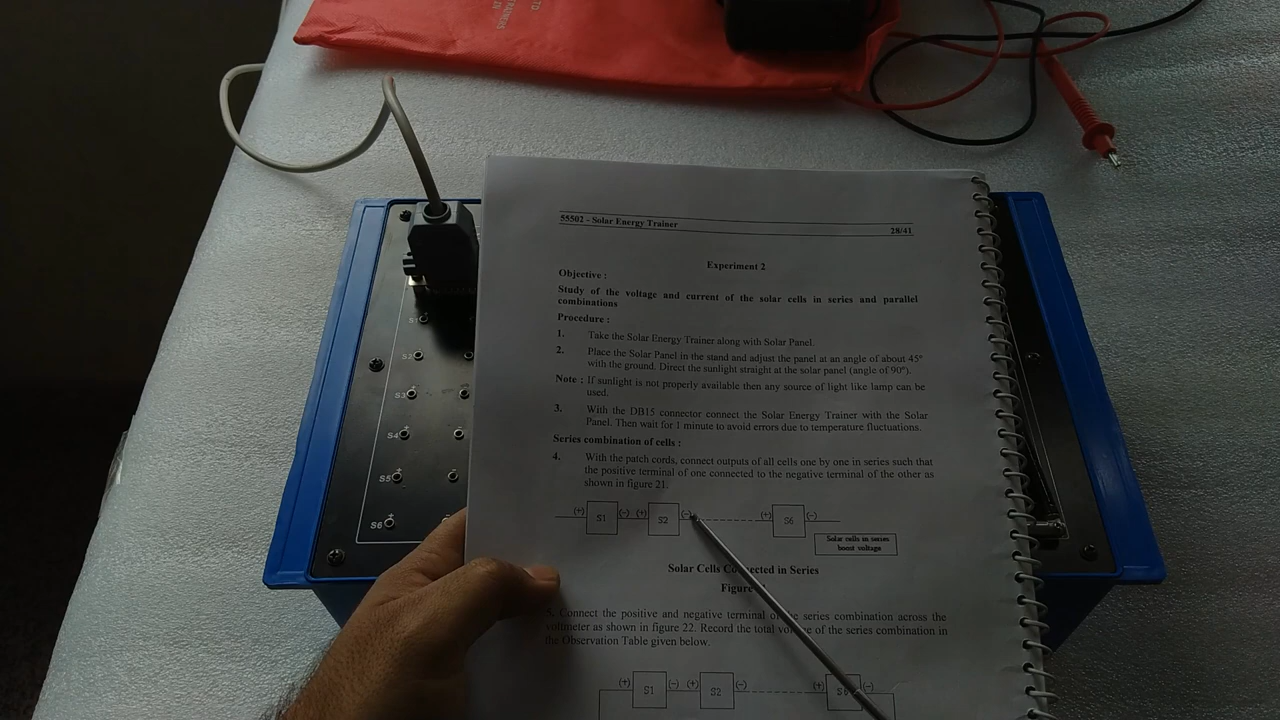 LTD
TRAINERS
IN
55502 - Solar Energy Trainer
28/41
Experiment 2
Objective :
Study of the voltage and current of the solar cells in series and parallel
combinations
Procedure :
1. Take the Solar Energy Trainer along with Solar Panel.
2. Place the Solar Panel in the stand and adjust the panel at an angle of about 45°
with the ground. Direct the sunlight straight at the solar panel (angle of 90°).
Note : If sunlight is not properly available then any source of light like lamp can be
used.
3. With the DB15 connector connect the Solar Energy Trainer with the Solar
Panel. Then wait for 1 minute to avoid errors due to temperature fluctuations.
Series combination of cells :
4. With the patch cords, connect outputs of all cells one by one in series such that
the positive terminal of one connected to the negative terminal of the other as
shown in figure 21.
(+) S1 (-) (+) S2 (-) (+) S6 (-)
Solar cells in series
boost voltage
Solar Cells Connected in Series
Figure
5. Connect the positive and negative terminal of the series combination across the
voltmeter as shown in figure 22. Record the total voltage of the series combination in
the Observation Table given below.
(+) S1 (-) (+) S2 (-) (+) S6 (-)
S1 +
S2 +
S3 +
S4 +
S5 +
S6 +